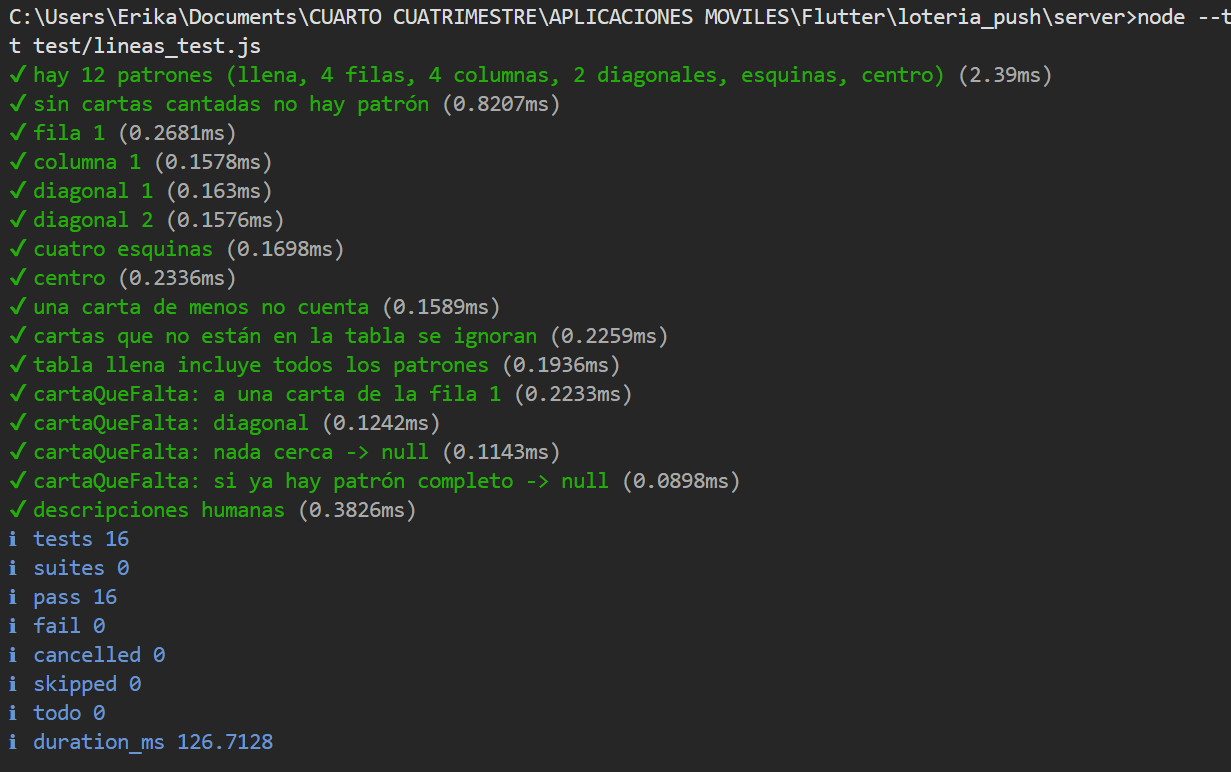 C:\Users\Erika\Documents\CUARTO CUATRIMESTRE\APLICACIONES MOVILES\Flutter\loteria_push\server>node --t
t test/lineas_test.js
✓ hay 12 patrones (llena, 4 filas, 4 columnas, 2 diagonales, esquinas, centro) (2.39ms)
✓ sin cartas cantadas no hay patrón (0.8207ms)
✓ fila 1 (0.2681ms)
✓ columna 1 (0.1578ms)
✓ diagonal 1 (0.163ms)
✓ diagonal 2 (0.1576ms)
✓ cuatro esquinas (0.1698ms)
✓ centro (0.2336ms)
✓ una carta de menos no cuenta (0.1589ms)
✓ cartas que no están en la tabla se ignoran (0.2259ms)
✓ tabla llena incluye todos los patrones (0.1936ms)
✓ cartaQueFalta: a una carta de la fila 1 (0.2233ms)
✓ cartaQueFalta: diagonal (0.1242ms)
✓ cartaQueFalta: nada cerca -> null (0.1143ms)
✓ cartaQueFalta: si ya hay patrón completo -> null (0.0898ms)
✓ descripciones humanas (0.3826ms)
ℹ tests 16
ℹ suites 0
ℹ pass 16
ℹ fail 0
ℹ cancelled 0
ℹ skipped 0
ℹ todo 0
ℹ duration_ms 126.7128